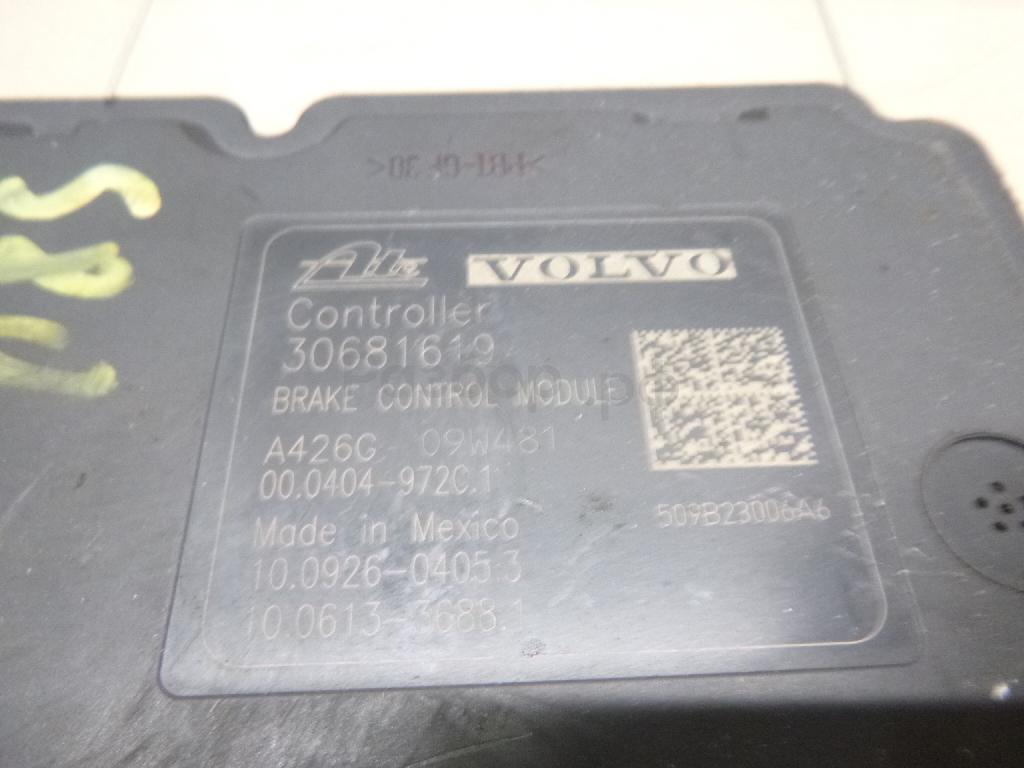 Ate VOLVO
Controller
30681619
BRAKE CONTROL MODULE
A426G 09W481
00.0404-972C.1
509B23006A6
Made in Mexico
10.0926-0405.3
10.0613-3688.1